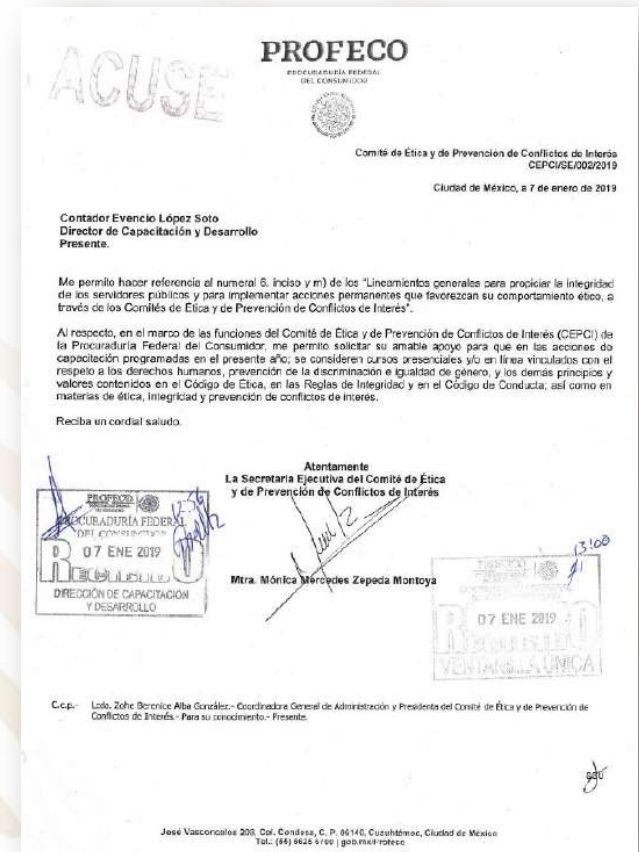 ACUSE
PROFECO
PROCURADURÍA FEDERAL
DEL CONSUMIDOR
Comité de Ética y de Prevención de Conflictos de Interés
CEPCI/SE/002/2019
Ciudad de México, a 7 de enero de 2019
Contador Evencio López Soto
Director de Capacitación y Desarrollo
Presente.
Me permito hacer referencia al numeral 6. inciso y m) de los "Lineamientos generales para propiciar la integridad
de los servidores públicos y para implementar acciones permanentes que favorezcan su comportamiento ético, a
través de los Comités de Ética y de Prevención de Conflictos de Interés".
Al respecto, en el marco de las funciones del Comité de Ética y de Prevención de Conflictos de Interés (CEPCI) de
la Procuraduría Federal del Consumidor, me permito solicitar su amable apoyo para que en las acciones de
capacitación programadas en el presente año; se consideren cursos presenciales y/o en línea vinculados con el
respeto a los derechos humanos, prevención de la discriminación e igualdad de género, y los demás principios y
valores contenidos en el Código de Ética, en las Reglas de Integridad y en el Código de Conducta; así como en
materias de ética, integridad y prevención de conflictos de interés.
Reciba un cordial saludo.
Atentamente
La Secretaria Ejecutiva del Comité de Ética
y de Prevención de Conflictos de Interés
PROFECO
12:56
PROCURADURÍA FEDERAL
DEL CONSUMIDOR
07 ENE 2019
RECIBIDO
DIRECCIÓN DE CAPACITACIÓN
Y DESARROLLO
Mtra. Mónica Mercedes Zepeda Montoya
13:00
PROFECO
07 ENE 2019
RECIBIDO
VENTANILLA ÚNICA
C.c.p.- Lcda. Zohe Berenice Alba González.- Coordinadora General de Administración y Presidenta del Comité de Ética y de Prevención de
Conflictos de Interés.- Para su conocimiento.- Presente.
José Vasconcelos 208, Col. Condesa, C. P. 06140, Cuauhtémoc, Ciudad de México
Tel.: (55) 5625 6700 | gob.mx/Profeco